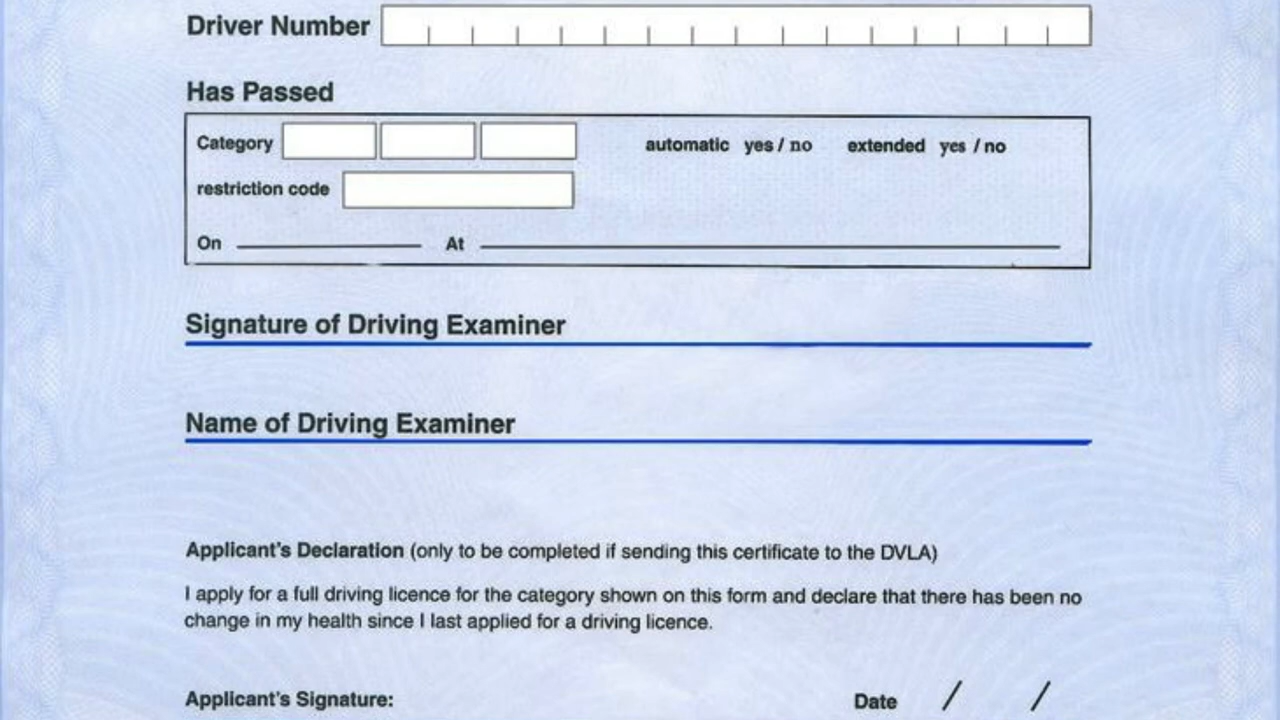 Driver Number
Has Passed
Category automatic yes / no extended yes / no
restriction code
On At
Signature of Driving Examiner
Name of Driving Examiner
Applicant's Declaration (only to be completed if sending this certificate to the DVLA)
I apply for a full driving licence for the category shown on this form and declare that there has been no
change in my health since I last applied for a driving licence.
Applicant's Signature: Date / /